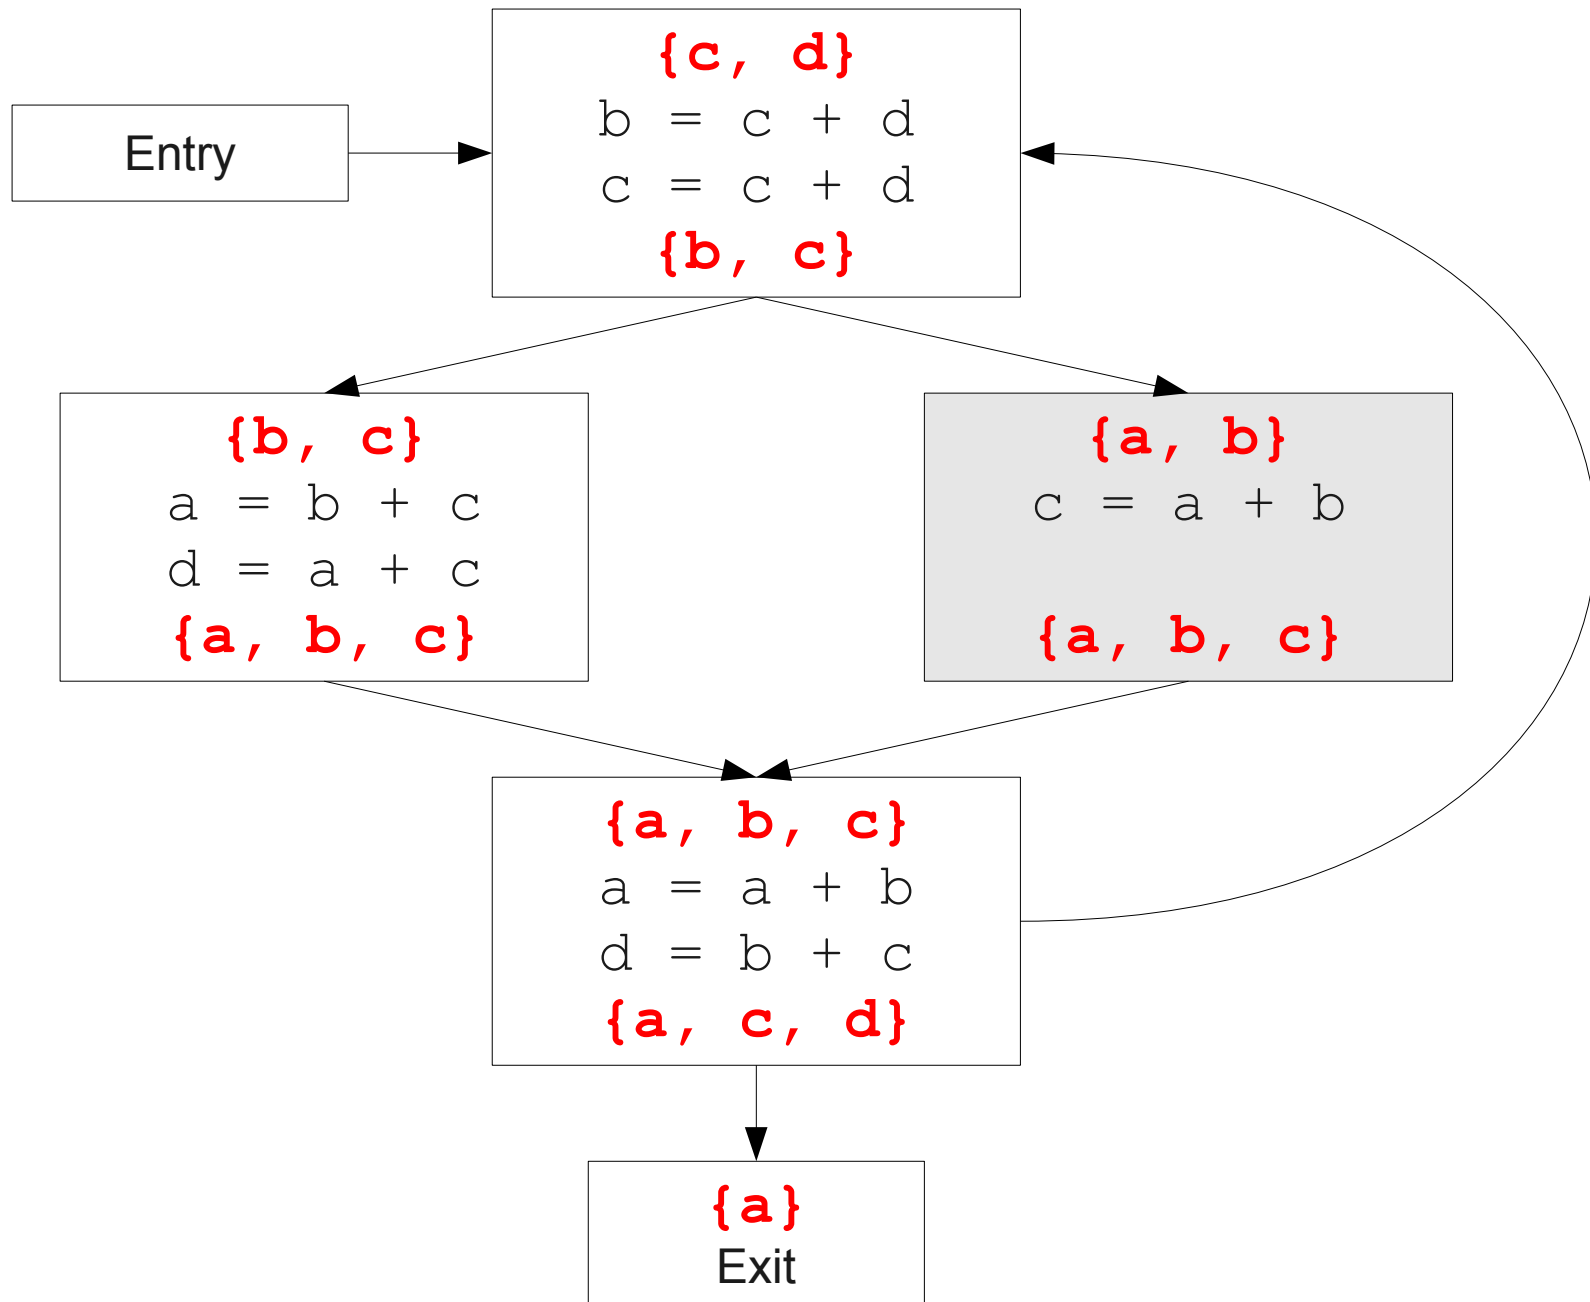 {c, d}
Entry
b = c + d
c = c + d
{b, c}
{b, c}
a = b + c
d = a + c
{a, b, c}
{a, b}
c = a + b
{a, b, c}
{a, b, c}
a = a + b
d = b + c
{a, c, d}
{a}
Exit